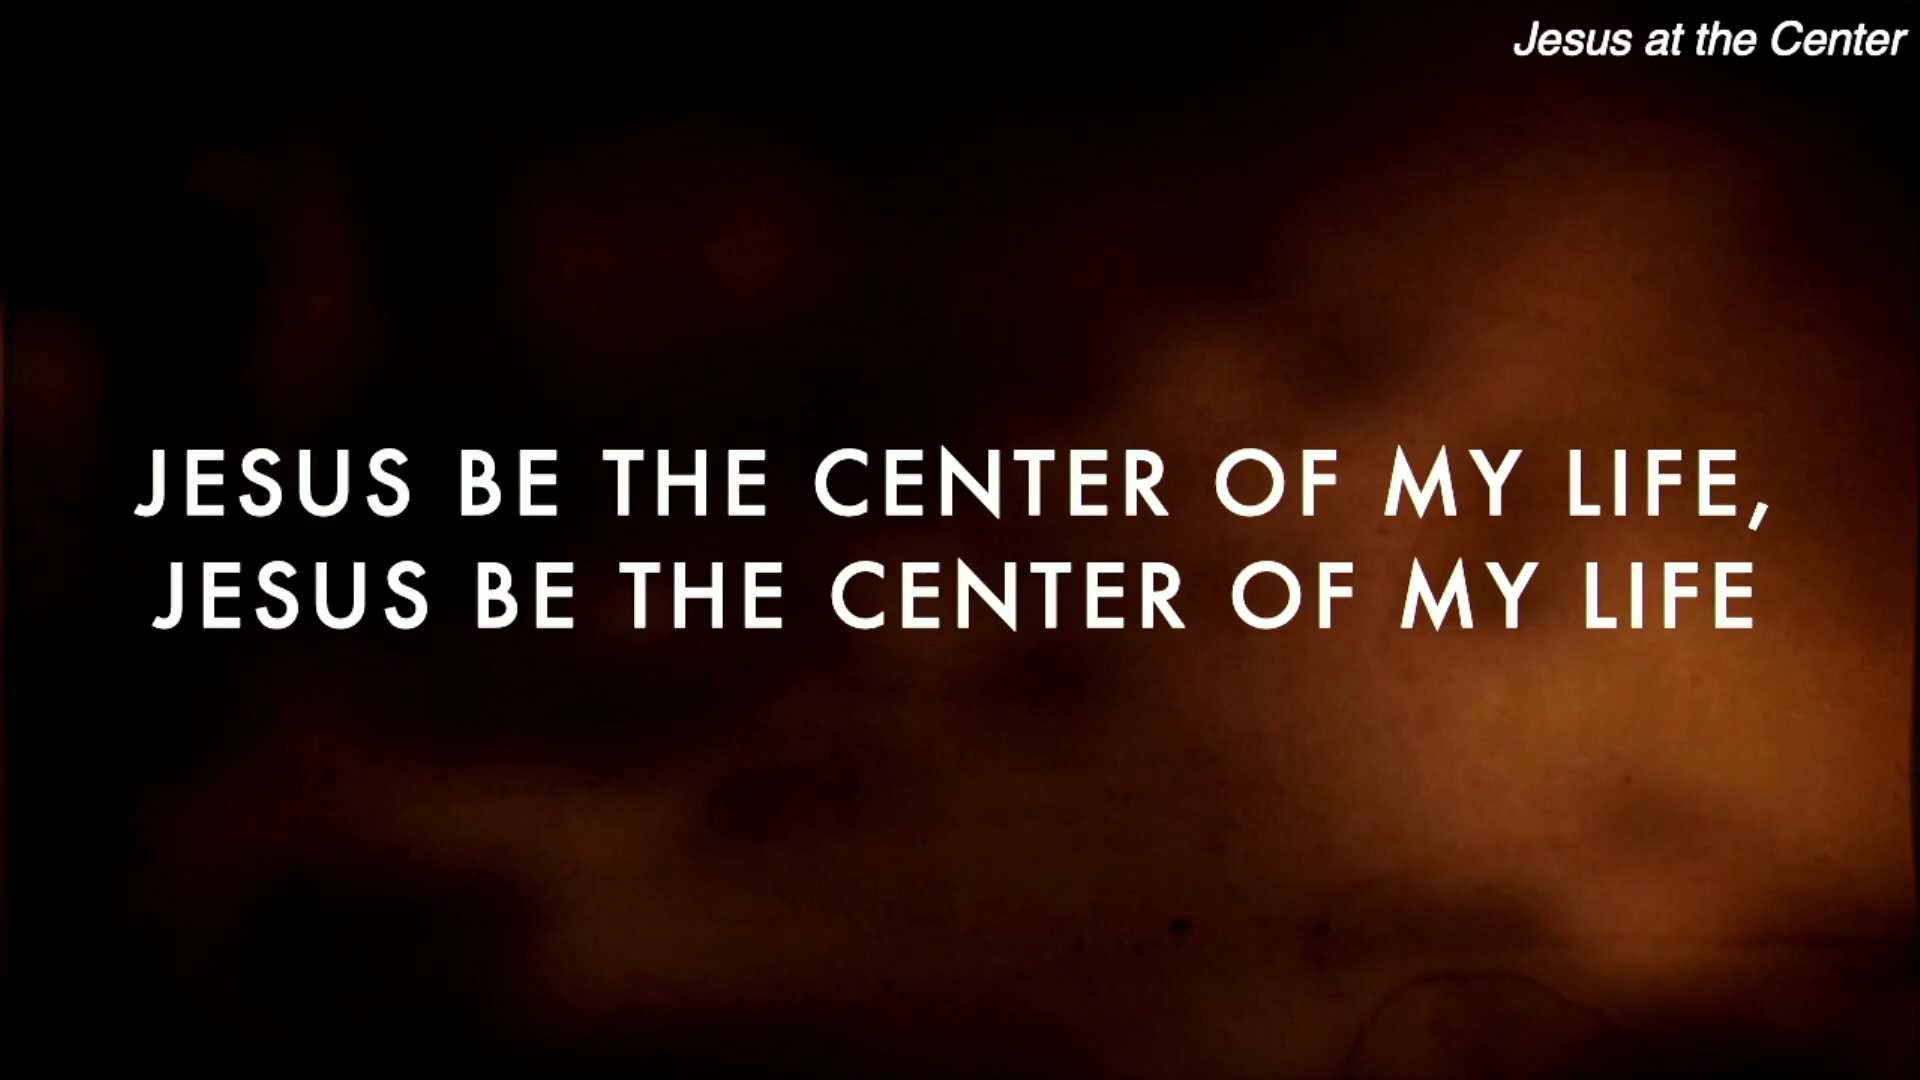 Jesus at the Center
JESUS BE THE CENTER OF MY LIFE,
JESUS BE THE CENTER OF MY LIFE